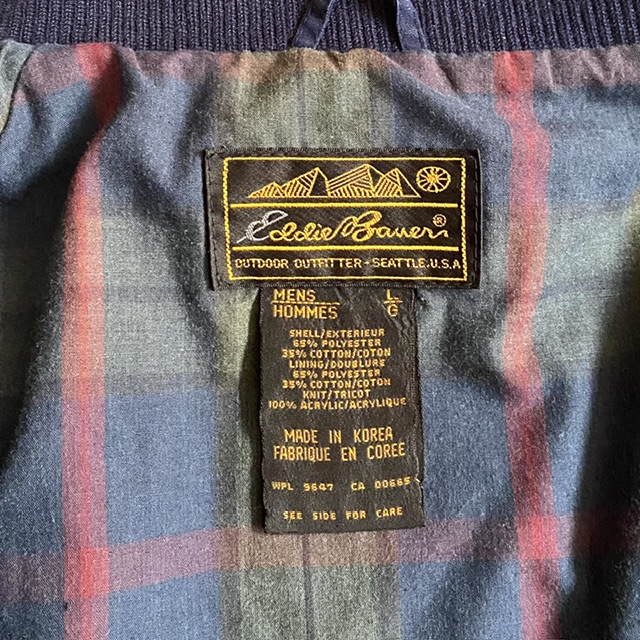 Eddie Bauer®
OUTDOOR OUTFITTER - SEATTLE, U.S.A
MENS L
HOMMES G
SHELL/EXTERIEUR
65% POLYESTER
35% COTTON/COTON
LINING/DOUBLURE
65% POLYESTER
35% COTTON/COTON
KNIT/TRICOT
100% ACRYLIC/ACRYLIQUE
MADE IN KOREA
FABRIQUE EN COREE
WPL 9647 CA 00665
SEE SIDE FOR CARE